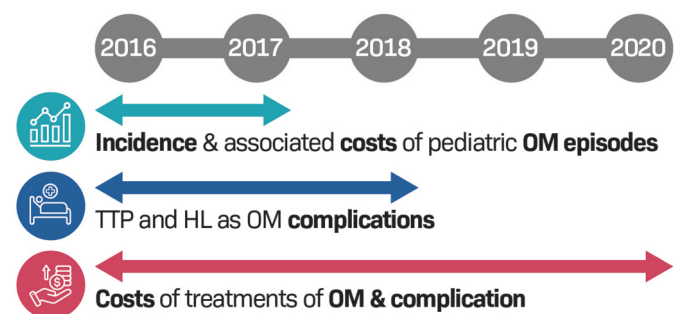 2016 2017 2018 2019 2020
Incidence & associated costs of pediatric OM episodes
TTP and HL as OM complications
Costs of treatments of OM & complication